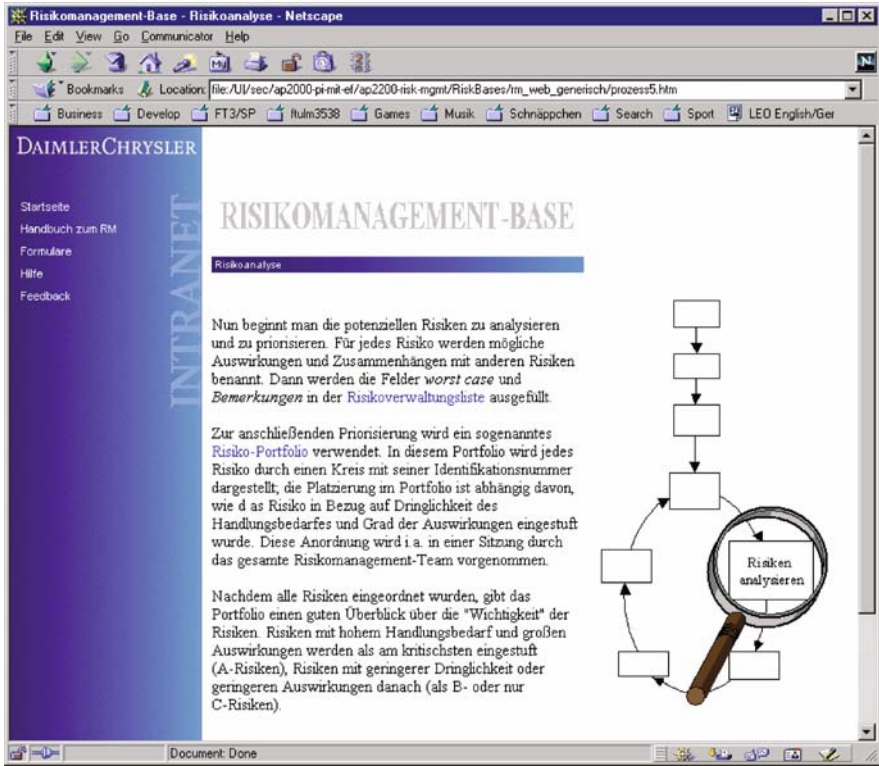 Risikomanagement-Base - Risikoanalyse - Netscape
File Edit View Go Communicator Help
My
N
Bookmarks Location: file:/U|/sec/ap2000-pi-mit-ef/ap2200-risk-mgmt/RiskBases/rm_web_generisch/prozess5.htm
Business Develop FT3/SP ftulm3538 Games Musik Schnäppchen Search Sport LEO English/Ger
DAIMLERCHRYSLER
INTRANET
Startseite
Handbuch zum RM
Formulare
Hilfe
Feedback
RISIKOMANAGEMENT-BASE
Risikoanalyse
Nun beginnt man die potenziellen Risiken zu analysieren
und zu priorisieren. Für jedes Risiko werden mögliche
Auswirkungen und Zusammenhängen mit anderen Risiken
benannt. Dann werden die Felder worst case und
Bemerkungen in der Risikoverwaltungsliste ausgefüllt.
Zur anschließenden Priorisierung wird ein sogenanntes
Risiko-Portfolio verwendet. In diesem Portfolio wird jedes
Risiko durch einen Kreis mit seiner Identifikationsnummer
dargestellt; die Platzierung im Portfolio ist abhängig davon,
wie d as Risiko in Bezug auf Dringlichkeit des
Handlungsbedarfes und Grad der Auswirkungen eingestuft
wurde. Diese Anordnung wird i.a. in einer Sitzung durch
das gesamte Risikomanagement-Team vorgenommen.
Nachdem alle Risiken eingeordnet wurden, gibt das
Portfolio einen guten Überblick über die "Wichtigkeit" der
Risiken. Risiken mit hohem Handlungsbedarf und großen
Auswirkungen werden als am kritischsten eingestuft
(A-Risiken), Risiken mit geringerer Dringlichkeit oder
geringeren Auswirkungen danach (als B- oder nur
C-Risiken).
Risiken
analysieren
Document: Done